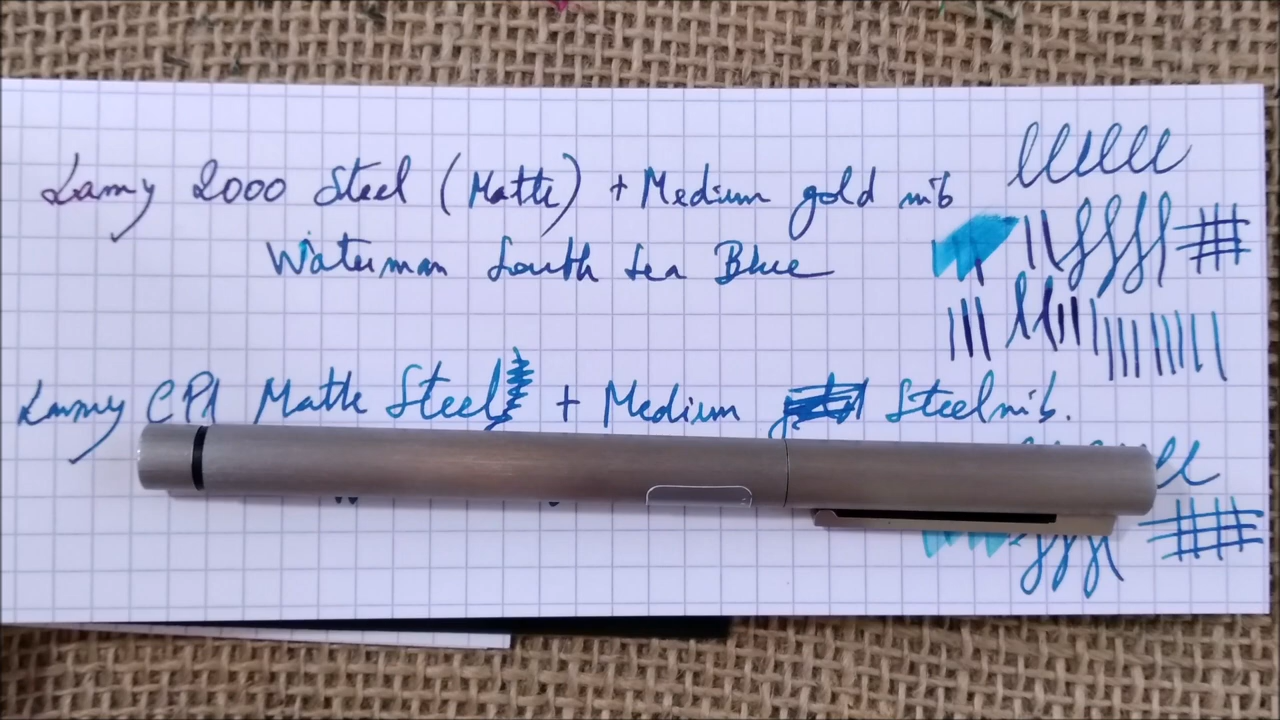 Lamy 2000 Steel (Matte) + Medium gold nib
Waterman South Sea Blue
Lamy CP1 Matte Steel + Medium Steel nib.